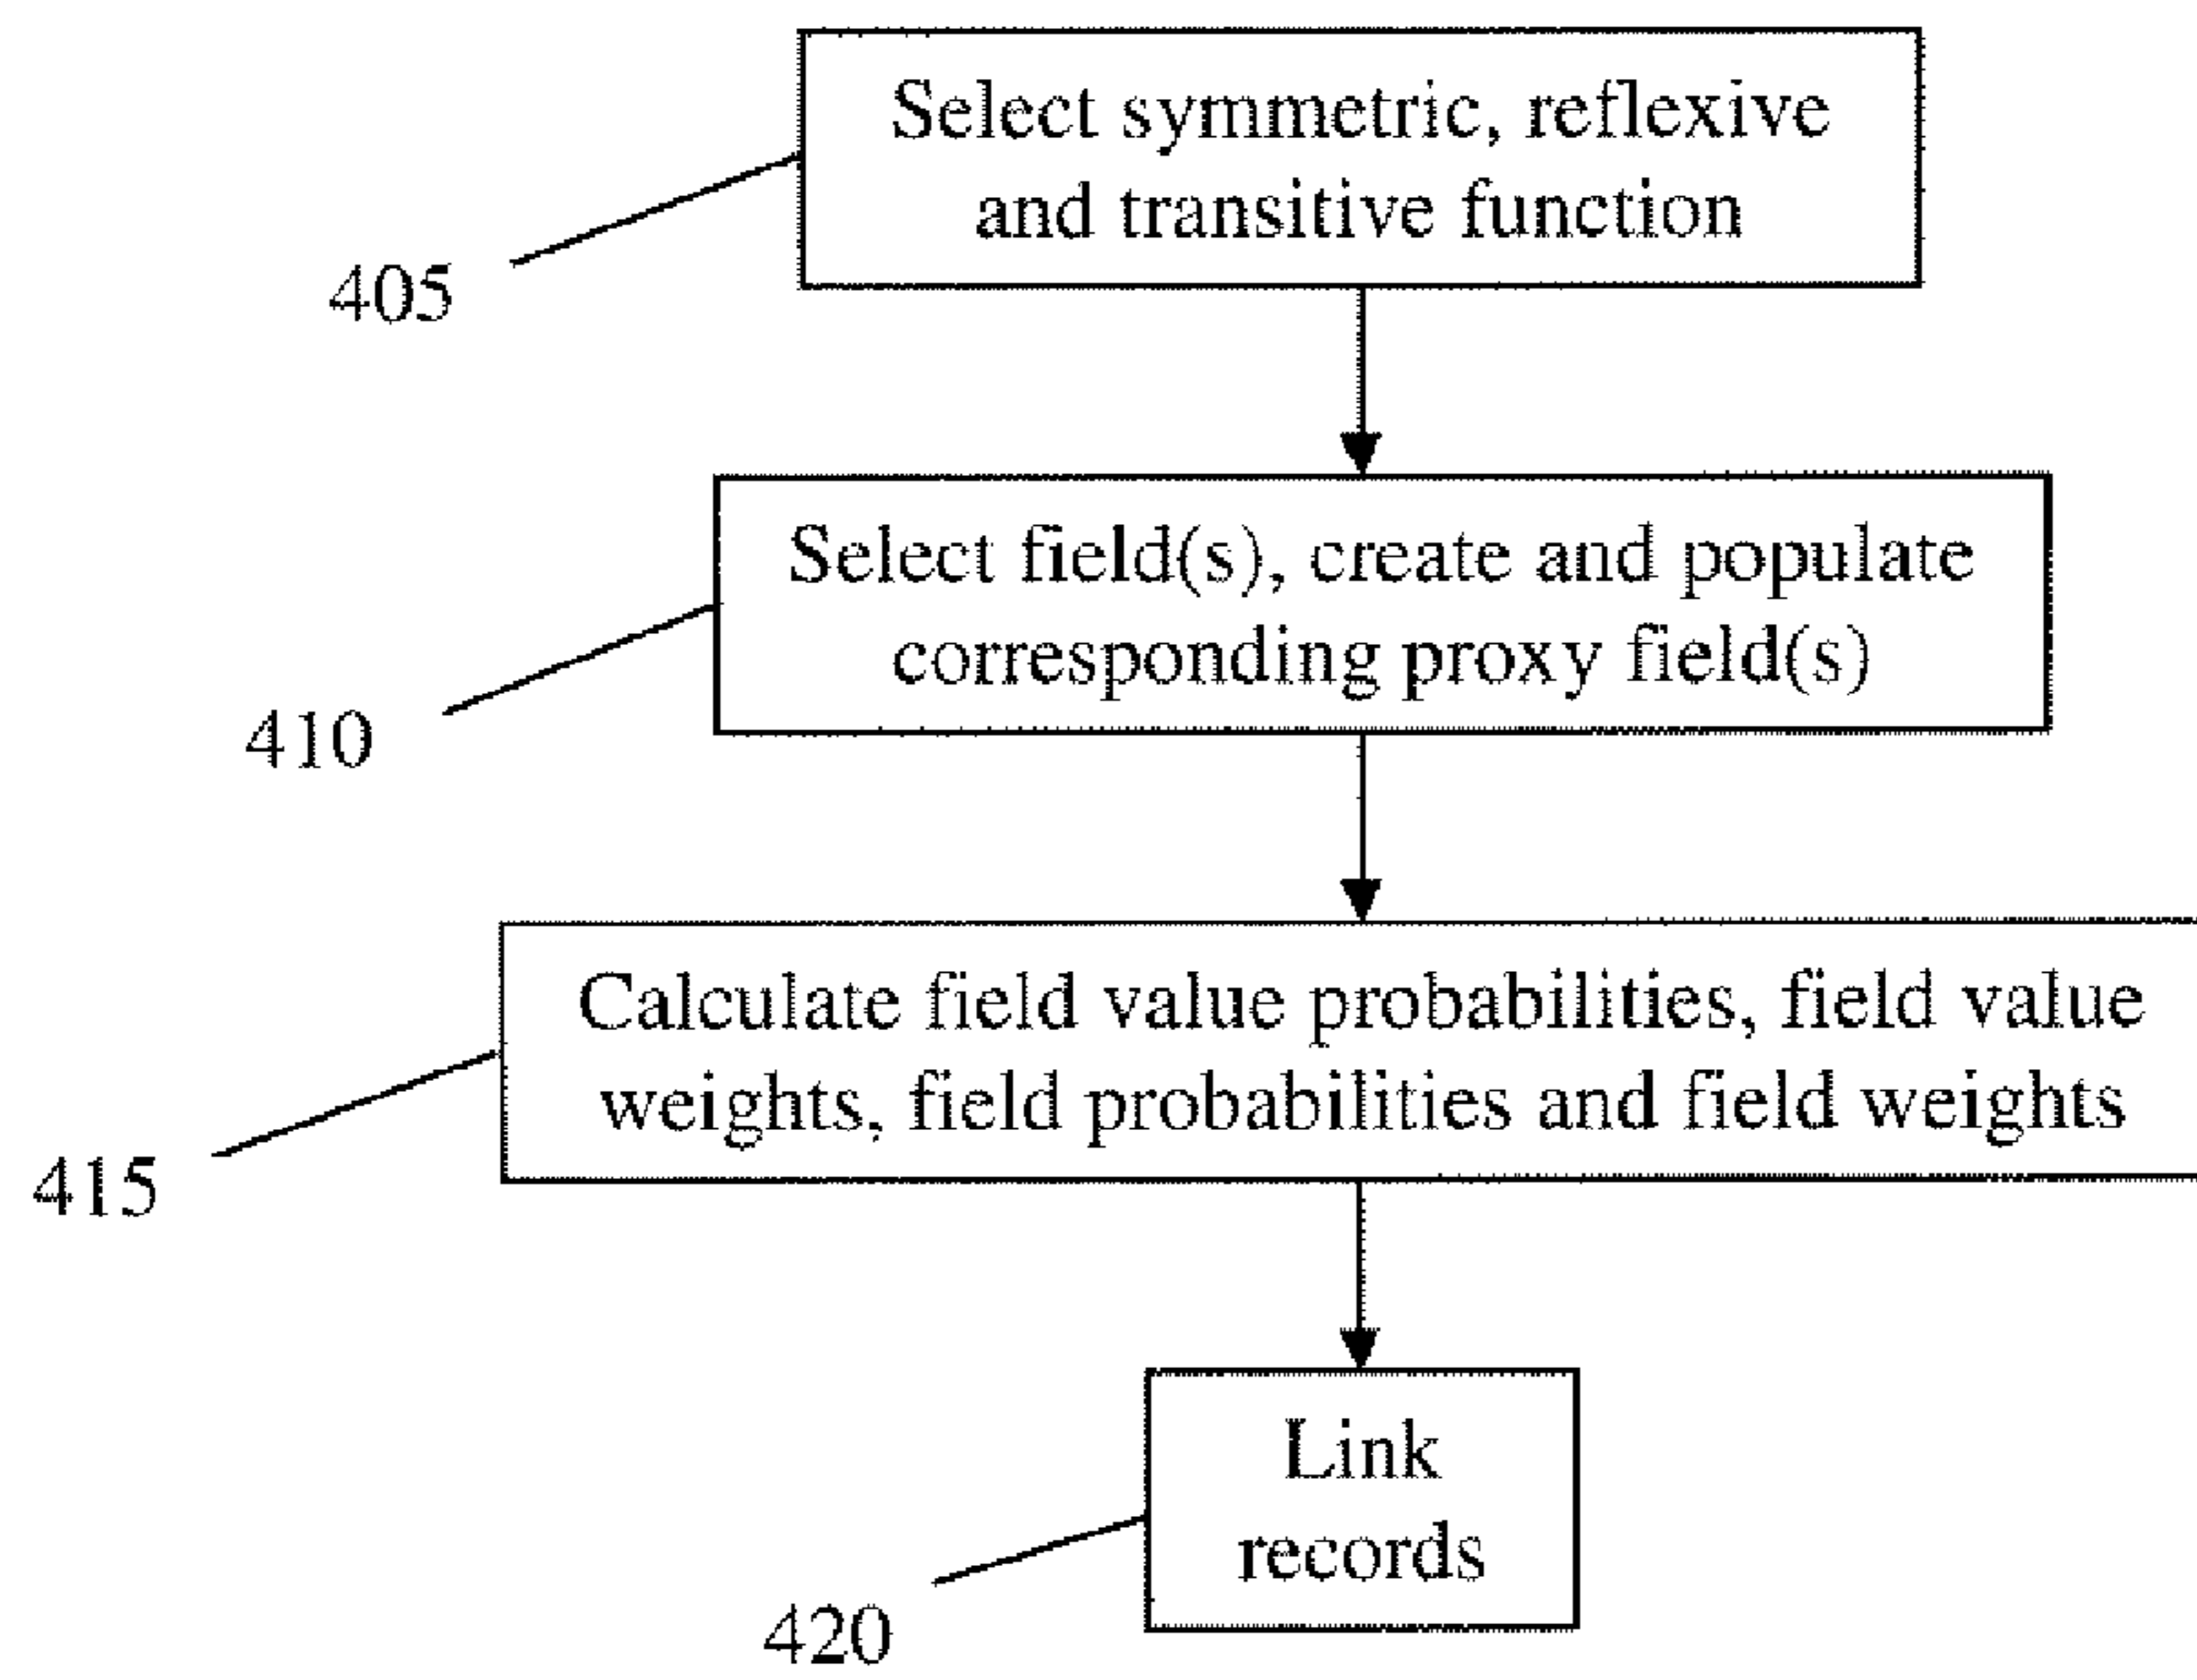 Select symmetric, reflexive
and transitive function
405
Select field(s), create and populate
corresponding proxy field(s)
410
Calculate field value probabilities, field value
weights, field probabilities and field weights
415
Link
records
420